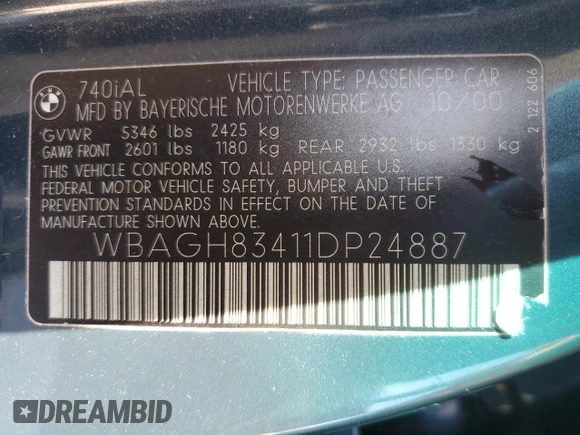 740iAL VEHICLE TYPE: PASSENGER CAR
MFD BY BAYERISCHE MOTORENWERKE AG 10/00
GVWR 5346 lbs 2425 kg
GAWR FRONT 2601 lbs 1180 kg REAR 2932 lbs 1330 kg
THIS VEHICLE CONFORMS TO ALL APPLICABLE U.S.
FEDERAL MOTOR VEHICLE SAFETY, BUMPER AND THEFT
PREVENTION STANDARDS IN EFFECT ON THE DATE OF
MANUFACTURE SHOWN ABOVE.
WBAGH83411DP24887
2 122 606
BMW
DREAMBID